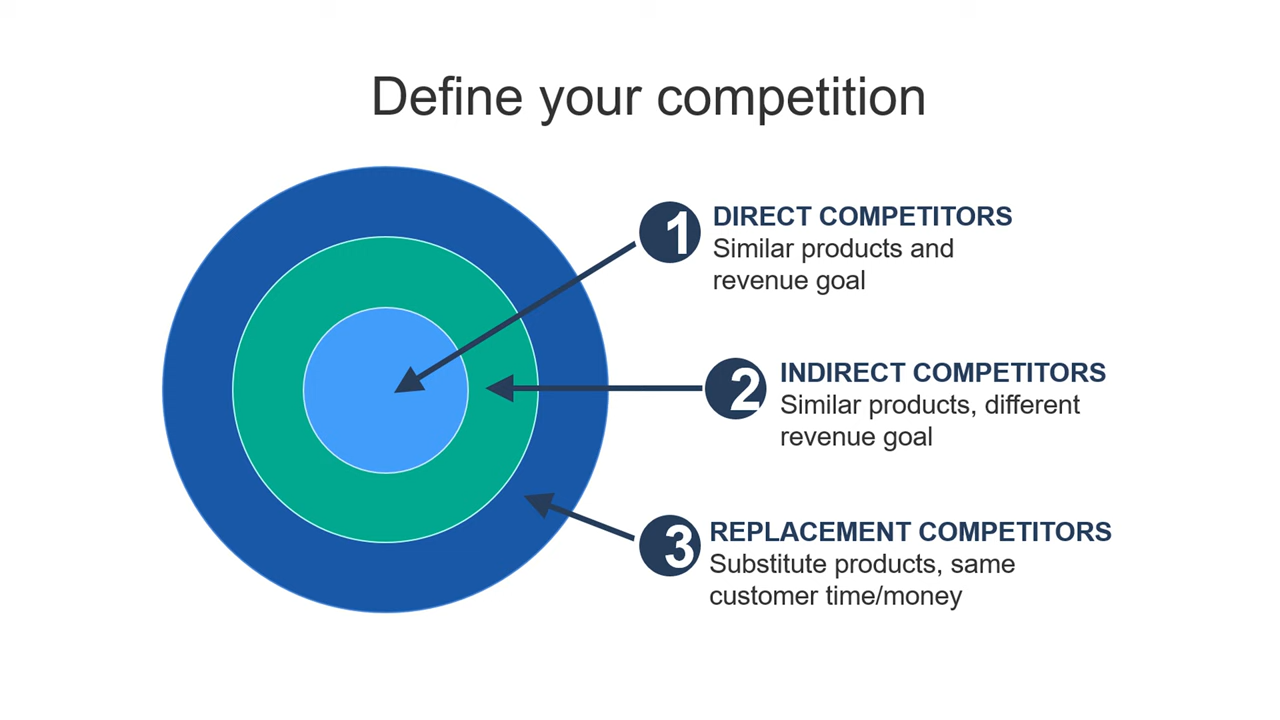 Define your competition
1 DIRECT COMPETITORS
Similar products and
revenue goal
2 INDIRECT COMPETITORS
Similar products, different
revenue goal
3 REPLACEMENT COMPETITORS
Substitute products, same
customer time/money